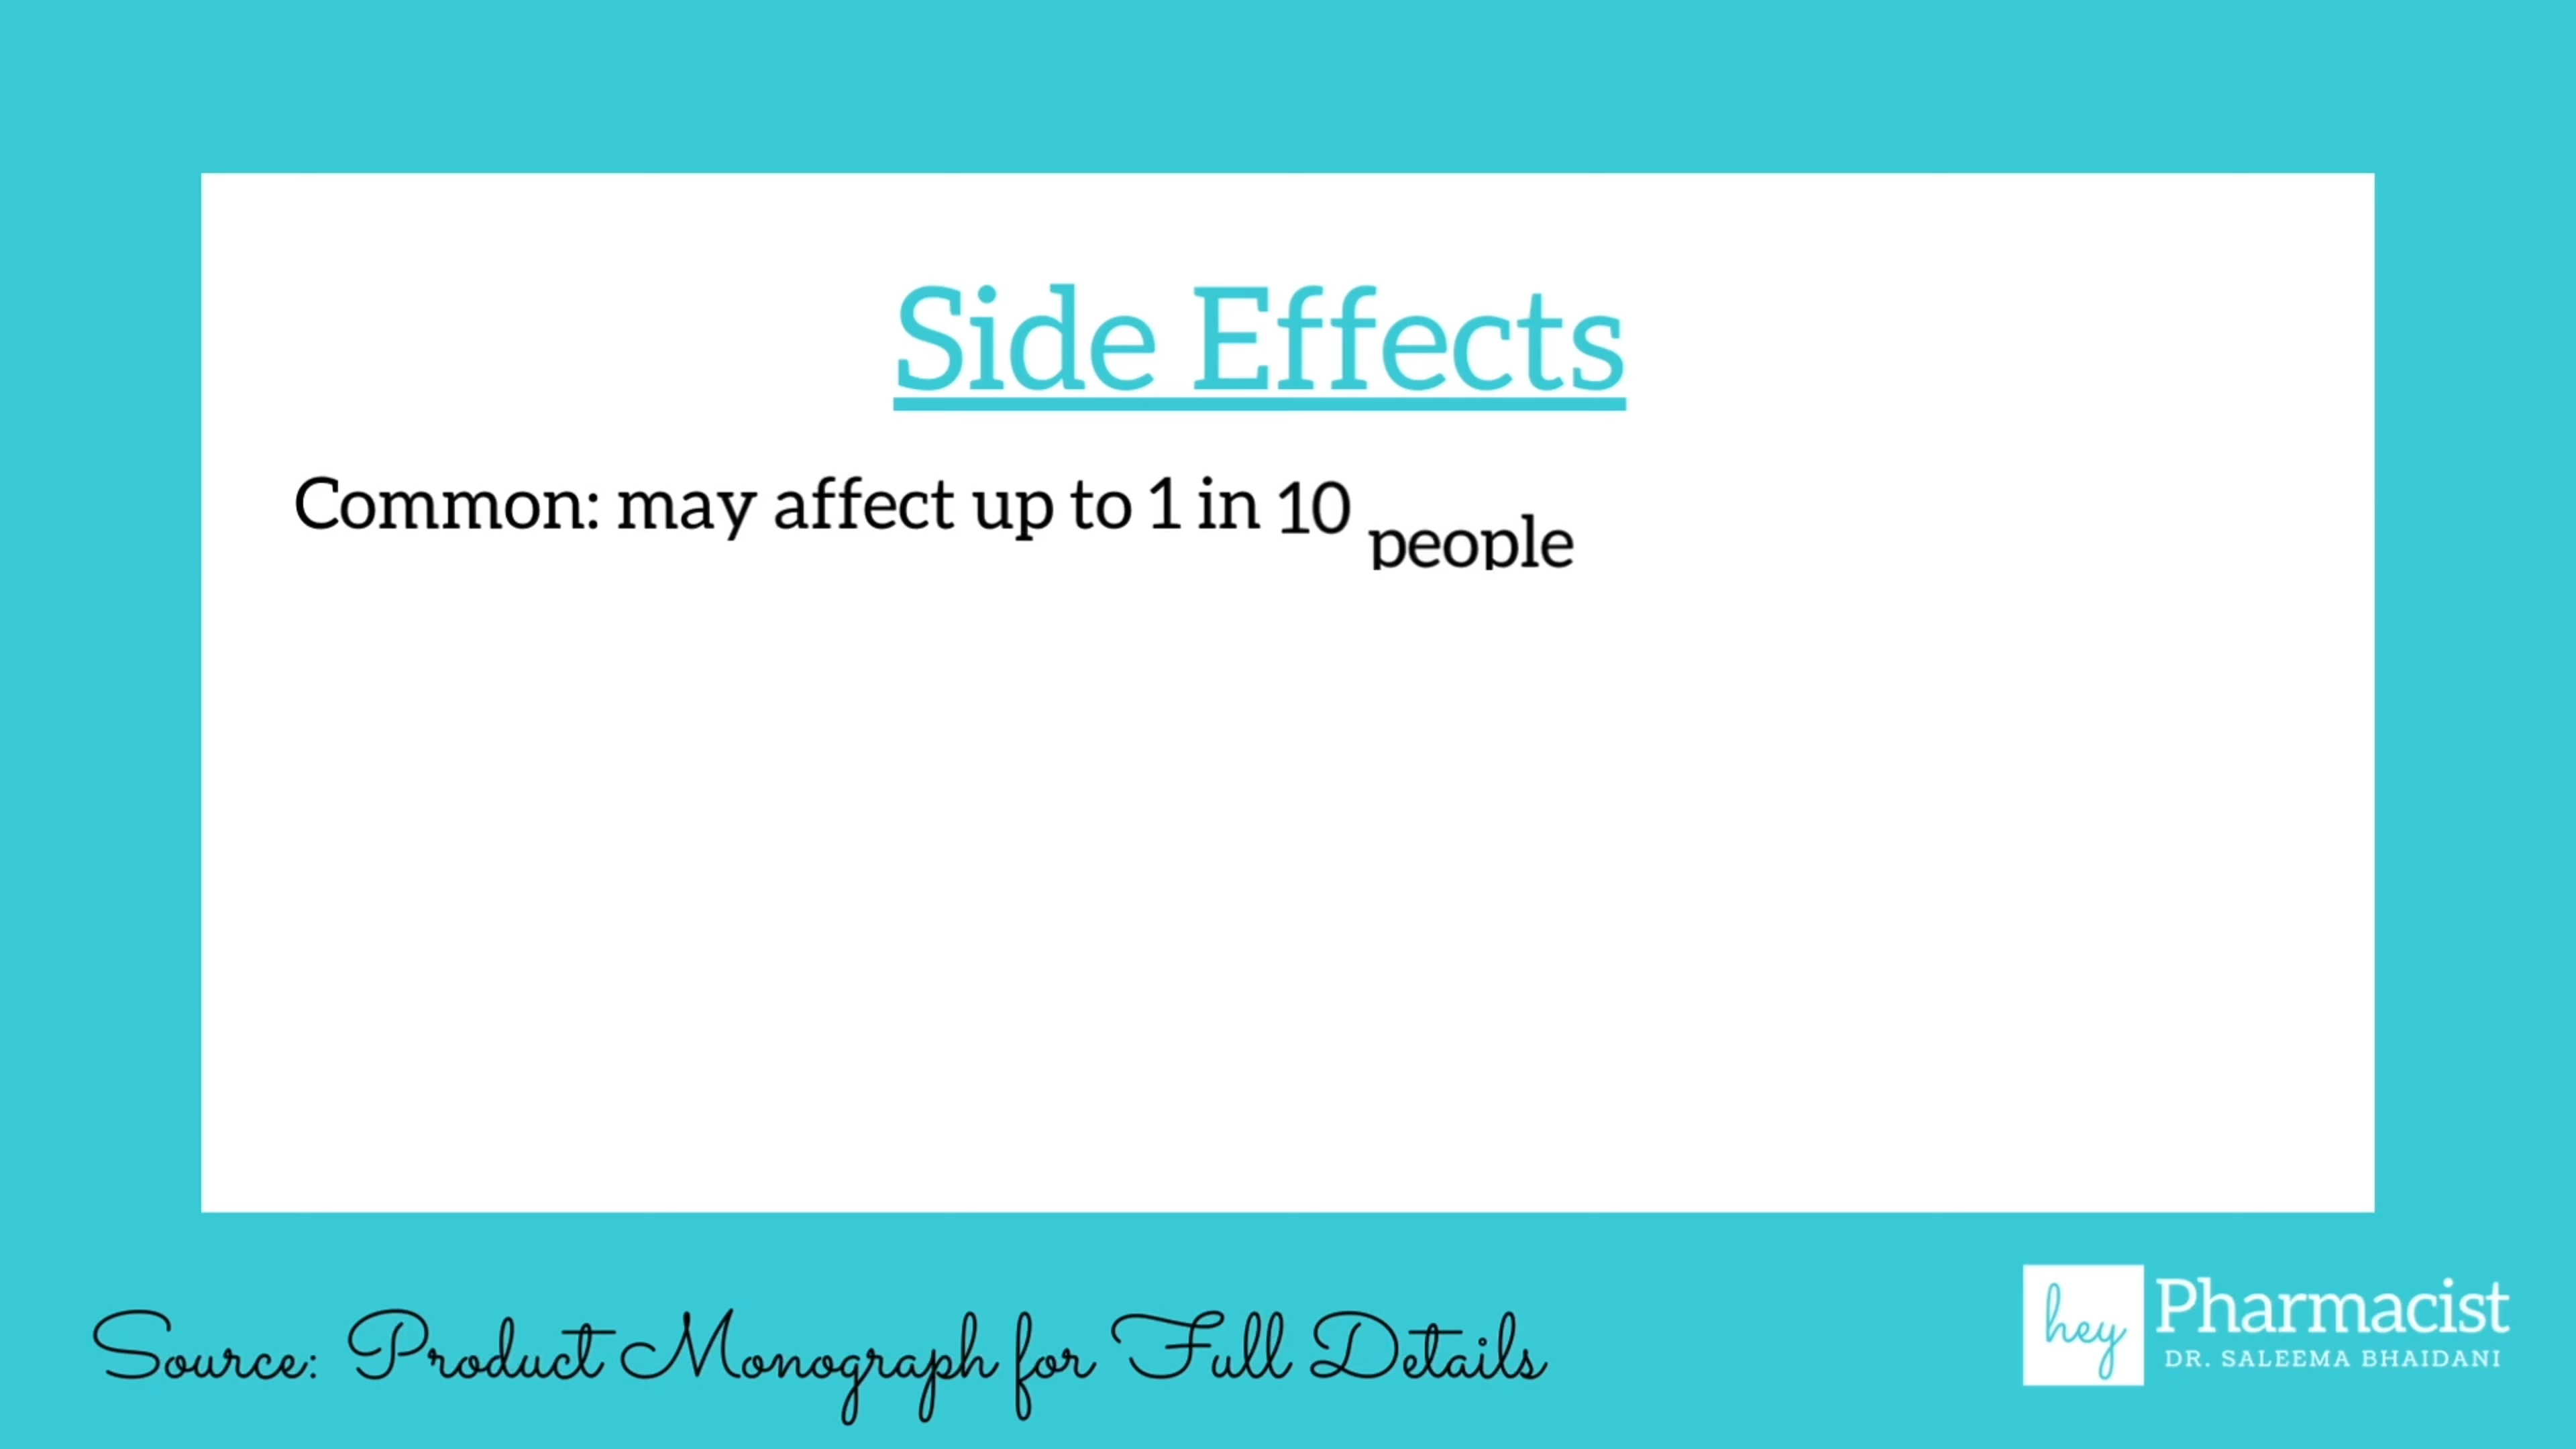 Side Effects
Common: may affect up to 1 in 10 people
Source: Product Monograph for Full Details
hey Pharmacist
DR. SALEEMA BHAIDANI